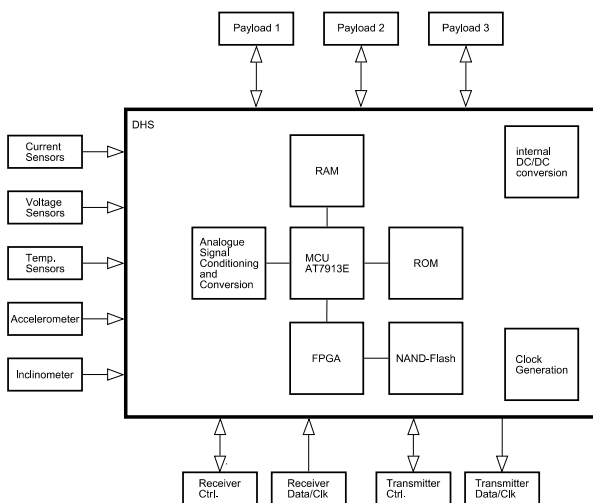 Payload 1
Payload 2
Payload 3
DHS
Current
Sensors
Voltage
Sensors
Temp.
Sensors
Accelerometer
Inclinometer
RAM
internal
DC/DC
conversion
Analogue
Signal
Conditioning
and
Conversion
MCU
AT7913E
ROM
FPGA
NAND-Flash
Clock
Generation
Receiver
Ctrl.
Receiver
Data/Clk
Transmitter
Ctrl.
Transmitter
Data/Clk